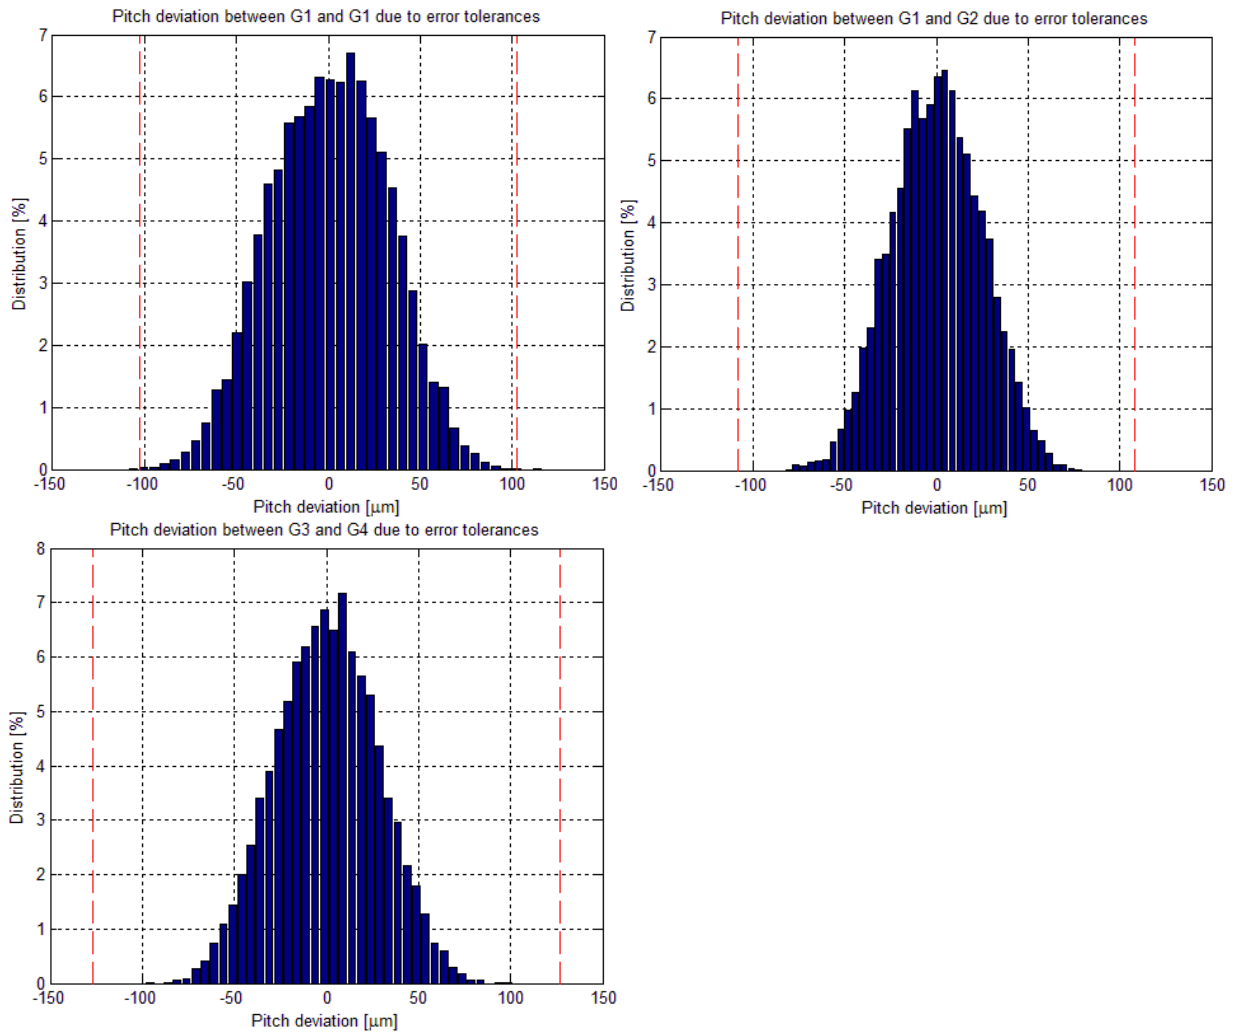 Pitch deviation between G1 and G1 due to error tolerances
7
6
5
4
3
2
1
0
Distribution [%]
-150 -100 -50 0 50 100 150
Pitch deviation [μm]
Pitch deviation between G1 and G2 due to error tolerances
7
6
5
4
3
2
1
0
Distribution [%]
-150 -100 -50 0 50 100 150
Pitch deviation [μm]
Pitch deviation between G3 and G4 due to error tolerances
8
7
6
5
4
3
2
1
0
Distribution [%]
-150 -100 -50 0 50 100 150
Pitch deviation [μm]